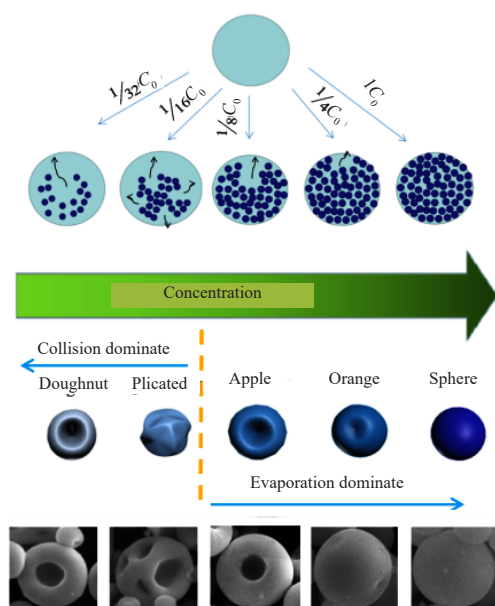 1/32C₀
1/16C₀
1/8C₀
1/4C₀
1C₀
Concentration
Collision dominate
Doughnut Plicated Apple Orange Sphere
Evaporation dominate